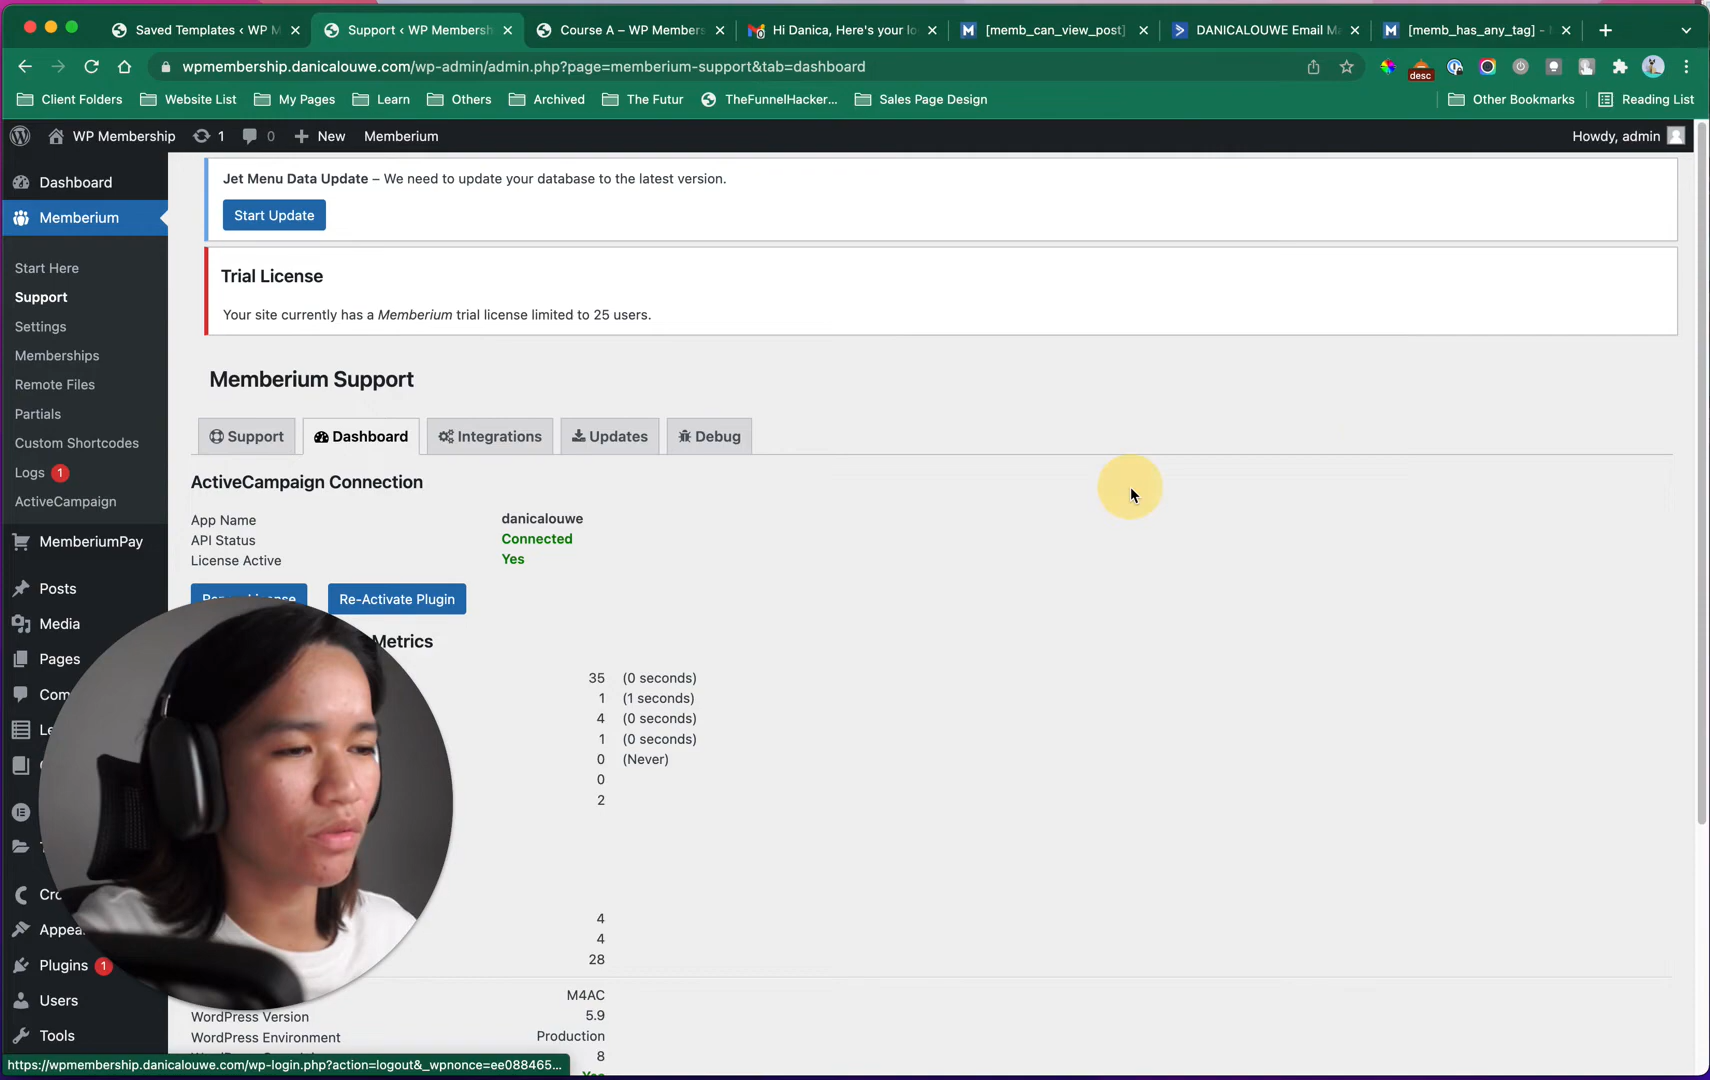 Saved Templates ‹ WP M
Support ‹ WP Membersh
Course A – WP Members
Hi Danica, Here's your lo
[memb_can_view_post]
DANICALOUWE Email Ma
[memb_has_any_tag] -
wpmembership.danicalouwe.com/wp-admin/admin.php?page=memberium-support&tab=dashboard
desc
Client Folders
Website List
My Pages
Learn
Others
Archived
The Futur
TheFunnelHacker...
Sales Page Design
Other Bookmarks
Reading List
WP Membership
1
0
New
Memberium
Howdy, admin
Dashboard
Memberium
Start Here
Support
Settings
Memberships
Remote Files
Partials
Custom Shortcodes
Logs 1
ActiveCampaign
MemberiumPay
Posts
Media
Pages
Com
Le
Cro
Appea
Plugins 1
Users
Tools
Jet Menu Data Update – We need to update your database to the latest version.
Start Update
Trial License
Your site currently has a Memberium trial license limited to 25 users.
Memberium Support
Support
Dashboard
Integrations
Updates
Debug
ActiveCampaign Connection
App Name danicalouwe
API Status Connected
License Active Yes
Re-Activate Plugin
Metrics
35 (0 seconds)
1 (1 seconds)
4 (0 seconds)
1 (0 seconds)
0 (Never)
0
2
4
4
28
M4AC
WordPress Version 5.9
WordPress Environment Production
8
Yes
https://wpmembership.danicalouwe.com/wp-login.php?action=logout&_wpnonce=ee088465...